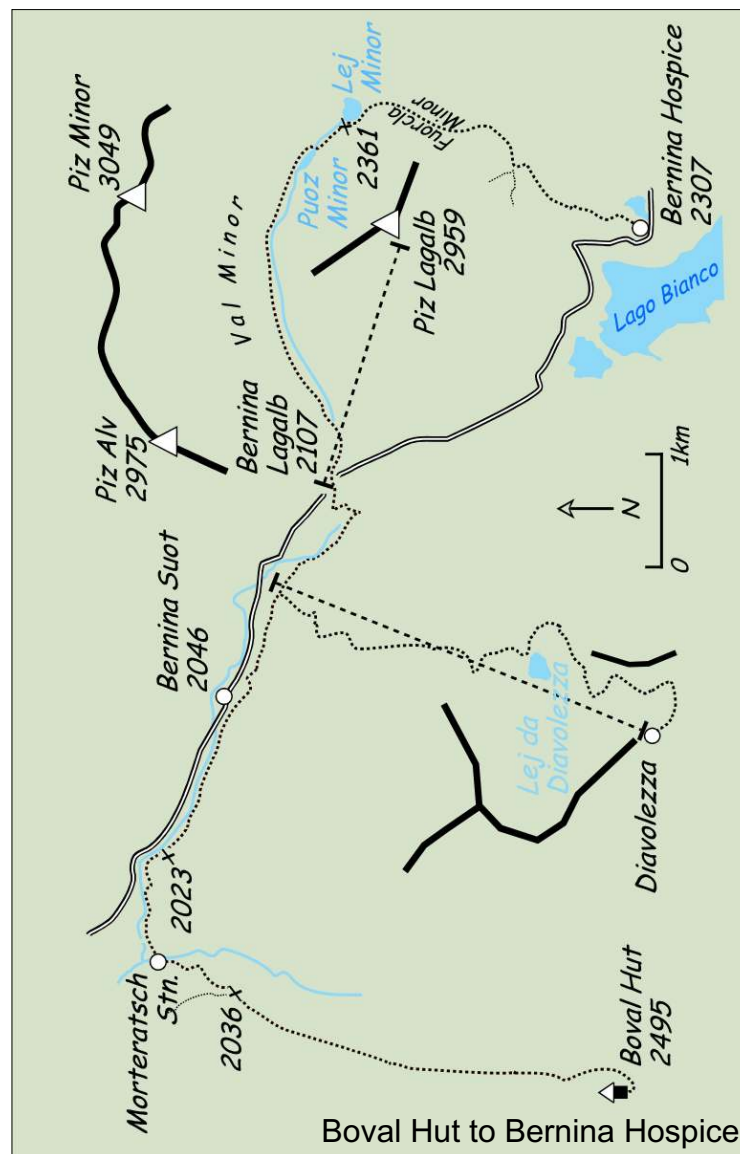 Piz Minor
3049
Lej
Minor
Fuorcla
Minor
2361
Puoz
Minor
Val Minor
Piz Lagalb
2959
Bernina Hospice
2307
Lago Bianco
Piz Alv
2975
Bernina
Lagalb
2107
1km
0
N
Bernina Suot
2046
Lej da
Diavolezza
Diavolezza
2023
Morteratsch
Stn.
2036
Boval Hut
2495
Boval Hut to Bernina Hospice